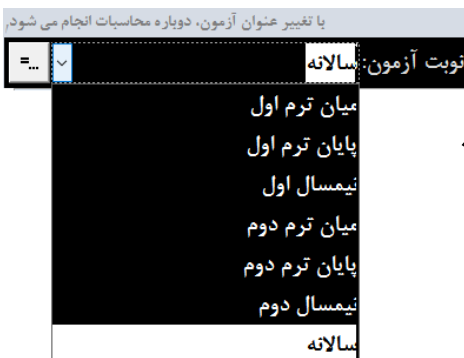 با تغییر عنوان آزمون، دوباره محاسبات انجام می شود,
نوبت آزمون: سالانه
=...
میان ترم اول
پایان ترم اول
نیمسال اول
میان ترم دوم
پایان ترم دوم
نیمسال دوم
سالانه